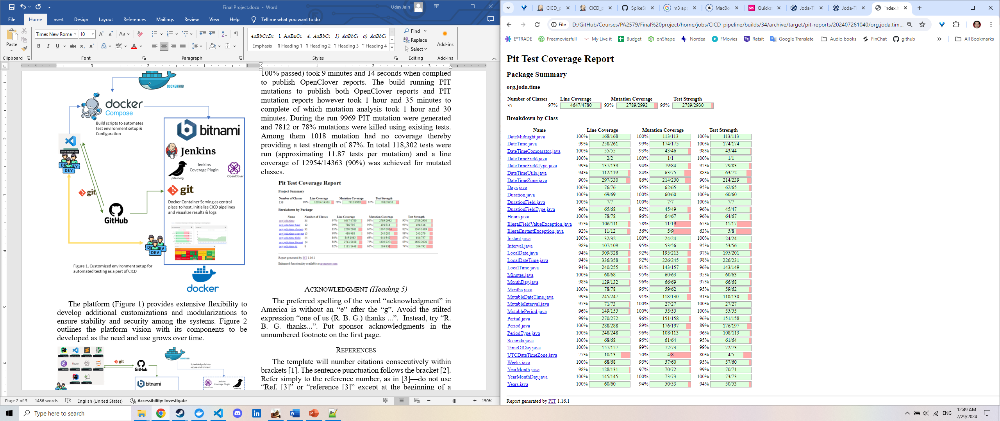 Final Project.docx - Word
Uday Jain
File Home Insert Design Layout References Mailings Review View Help Tell me what you want to do
Paste
Times New Roma 10
AaBbCcDc I. AABBCC A. AaBbCc 1) AaBbCc a) AaBbCc
Emphasis ¶ Heading 1 ¶ Heading 2 ¶ Heading 3 ¶ Heading 4
Find
Replace
Select
Add-ins
Clipboard Font Paragraph Styles Editing Add-ins
DOCKERHUB
docker
Compose
Build scripts to automates
test environment setup &
Configuration
bitnami
Visual Studio Code
Jenkins
DEV
Jenkins
Coverage Plugin
pitest.org
OpenClover
git
git
Docker Container Serving as central
place to host, initialize CICD pipelines
and visualize results & logs
GitHub
DEV
Figure 1. Customized environment setup for
automated testing as a part of CICD
docker
The platform (Figure 1) provides extensive flexibility to
develop additional customizations and modularizations to
ensure stability and security among the systems. Figure 2
outlines the platform vision with its components to be
developed as the need and use grows over time.
DOCKERHUB
git
GitHub
Scheduled pulls into
secure environment
bitnami
Jenkins
Coverage Plugin
100% passed) took 9 minutes and 14 seconds when complied
to publish OpenClover reports. The build running PIT
mutations to publish both OpenClover reports and PIT
mutation reports however took 1 hour and 35 minutes to
complete of which mutation analysis took 1 hour and 30
minutes. During the run 9969 PIT mutation were generated
and 7812 or 78% mutations were killed using existing tests.
Among them 1018 mutation had no coverage thereby
providing a test strength of 87%. In total 118,302 tests were
run (approximating 11.87 tests per mutation) and a line
coverage of 12954/14363 (90%) was achieved for mutated
classes.
Pit Test Coverage Report
Project Summary
Number of Classes Line Coverage Mutation Coverage Test Strength
138 90% 12954/14363 78% 7812/9969 87% 7812/8951
Breakdown by Package
Name Number of Classes Line Coverage Mutation Coverage Test Strength
org.joda.time 35 97% 4647/4780 93% 2789/2992 95% 2789/2930
org.joda.time.base 12 99% 786/795 95% 491/516 95% 491/516
org.joda.time.chrono 31 85% 2268/2681 67% 1367/2034 82% 1367/1669
org.joda.time.convert 13 98% 480/488 86% 245/285 88% 245/279
org.joda.time.field 25 80% 849/1063 69% 644/940 87% 644/737
org.joda.time.format 14 88% 2743/3108 75% 1692/2271 83% 1692/2028
org.joda.time.tz 8 82% 1181/1448 63% 584/931 74% 584/792
Report generated by PIT 1.16.1
Enhanced functionality available at arcmutate.com
ACKNOWLEDGMENT (Heading 5)
The preferred spelling of the word “acknowledgment” in
America is without an “e” after the “g”. Avoid the stilted
expression “one of us (R. B. G.) thanks ...”. Instead, try “R.
B. G. thanks...”. Put sponsor acknowledgments in the
unnumbered footnote on the first page.
REFERENCES
The template will number citations consecutively within
brackets [1]. The sentence punctuation follows the bracket [2].
Refer simply to the reference number, as in [3]—do not use
“Ref. [3]” or “reference [3]” except at the beginning of a
Page 2 of 3 1486 words English (United States) Accessibility: Investigate 150%
CICD_p CICD_p SpikeSt m3 app MacBo Quicks Joda-T Joda-T index.h
File D:/GitHub/Courses/PA2579/Final%20project/home/jobs/CICD_pipeline/builds/34/archive/target/pit-reports/202407261040/org.joda.tim...
E*TRADE Freemoviesfull My Live it Budget onShape Nordea FMovies Ratsit Google Translate Audio books FinChat github All Bookmarks
Pit Test Coverage Report
Package Summary
org.joda.time
Number of Classes Line Coverage Mutation Coverage Test Strength
35 97% 4647/4780 93% 2789/2992 95% 2789/2930
Breakdown by Class
Name Line Coverage Mutation Coverage Test Strength
DateMidnight.java 100% 168/168 100% 113/113 100% 113/113
DateTime.java 99% 258/261 99% 174/175 100% 174/174
DateTimeComparator.java 100% 55/55 93% 43/46 98% 43/44
DateTimeField.java 100% 2/2 100% 1/1 100% 1/1
DateTimeFieldType.java 99% 137/139 94% 79/84 95% 79/83
DateTimeUtils.java 94% 112/119 84% 63/75 88% 63/72
DateTimeZone.java 90% 297/330 86% 214/250 90% 214/239
Days.java 100% 76/76 95% 62/65 95% 62/65
Duration.java 100% 69/69 100% 60/60 100% 60/60
DurationField.java 100% 7/7 100% 7/7 100% 7/7
DurationFieldType.java 96% 65/68 92% 45/49 96% 45/47
Hours.java 100% 78/78 96% 64/67 96% 64/67
IllegalFieldValueException.java 95% 106/111 58% 11/19 65% 11/17
IllegalInstantException.java 92% 11/12 56% 5/9 63% 5/8
Instant.java 100% 32/32 100% 24/24 100% 24/24
Interval.java 98% 107/109 95% 53/56 95% 53/56
LocalDate.java 94% 309/328 92% 195/213 97% 195/201
LocalDateTime.java 94% 336/358 92% 226/245 98% 226/231
LocalTime.java 94% 240/255 91% 143/157 96% 143/149
Minutes.java 100% 68/68 95% 60/63 95% 60/63
MonthDay.java 98% 129/132 96% 66/69 97% 66/68
Months.java 100% 78/78 95% 59/62 95% 59/62
MutableDateTime.java 99% 245/247 91% 118/130 91% 118/130
MutableInterval.java 97% 71/73 100% 27/27 100% 27/27
MutablePeriod.java 96% 149/155 100% 55/55 100% 55/55
Partial.java 99% 270/272 96% 151/158 96% 151/158
Period.java 100% 288/288 89% 176/197 89% 176/197
PeriodType.java 100% 248/248 96% 108/113 96% 108/113
Seconds.java 100% 68/68 95% 61/64 95% 61/64
TimeOfDay.java 100% 157/157 99% 72/73 99% 72/73
UTCDateTimeZone.java 77% 10/13 50% 4/8 80% 4/5
Weeks.java 100% 68/68 95% 57/60 95% 57/60
YearMonth.java 98% 128/131 97% 70/72 99% 70/71
YearMonthDay.java 100% 145/145 100% 73/73 100% 73/73
Years.java 100% 60/60 94% 50/53 94% 50/53
Report generated by PIT 1.16.1
Type here to search
ENG
12:49 AM
7/29/2024